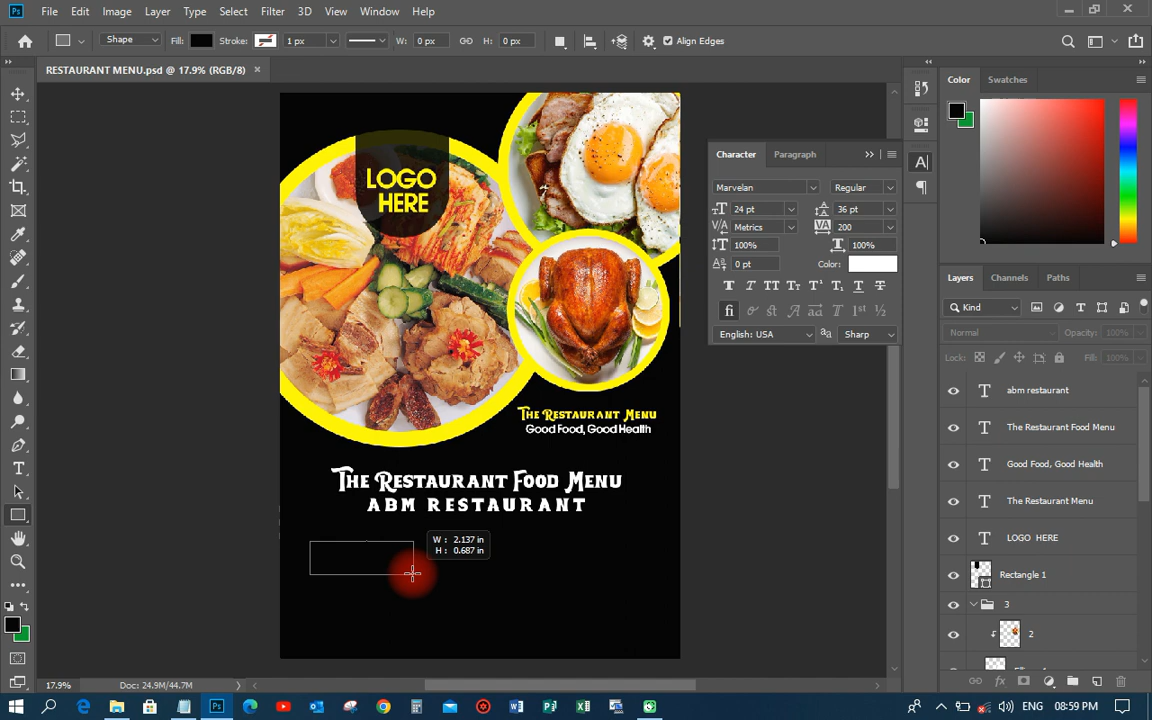 Ps File Edit Image Layer Type Select Filter 3D View Window Help
Shape Fill: Stroke: 1 px W: 0 px H: 0 px Align Edges
RESTAURANT MENU.psd @ 17.9% (RGB/8)
LOGO
HERE
The Restaurant Menu
Good Food, Good Health
The Restaurant Food Menu
ABM RESTAURANT
W : 2.137 in
H : 0.687 in
Character Paragraph
Marvelan Regular
24 pt 36 pt
Metrics 200
100% 100%
0 pt Color:
English: USA Sharp
Color Swatches
Layers Channels Paths
Kind
Normal Opacity: 100%
Lock: Fill: 100%
abm restaurant
The Restaurant Food Menu
Good Food, Good Health
The Restaurant Menu
LOGO HERE
Rectangle 1
3
2
17.9% Doc: 24.9M/44.7M
ENG 08:59 PM